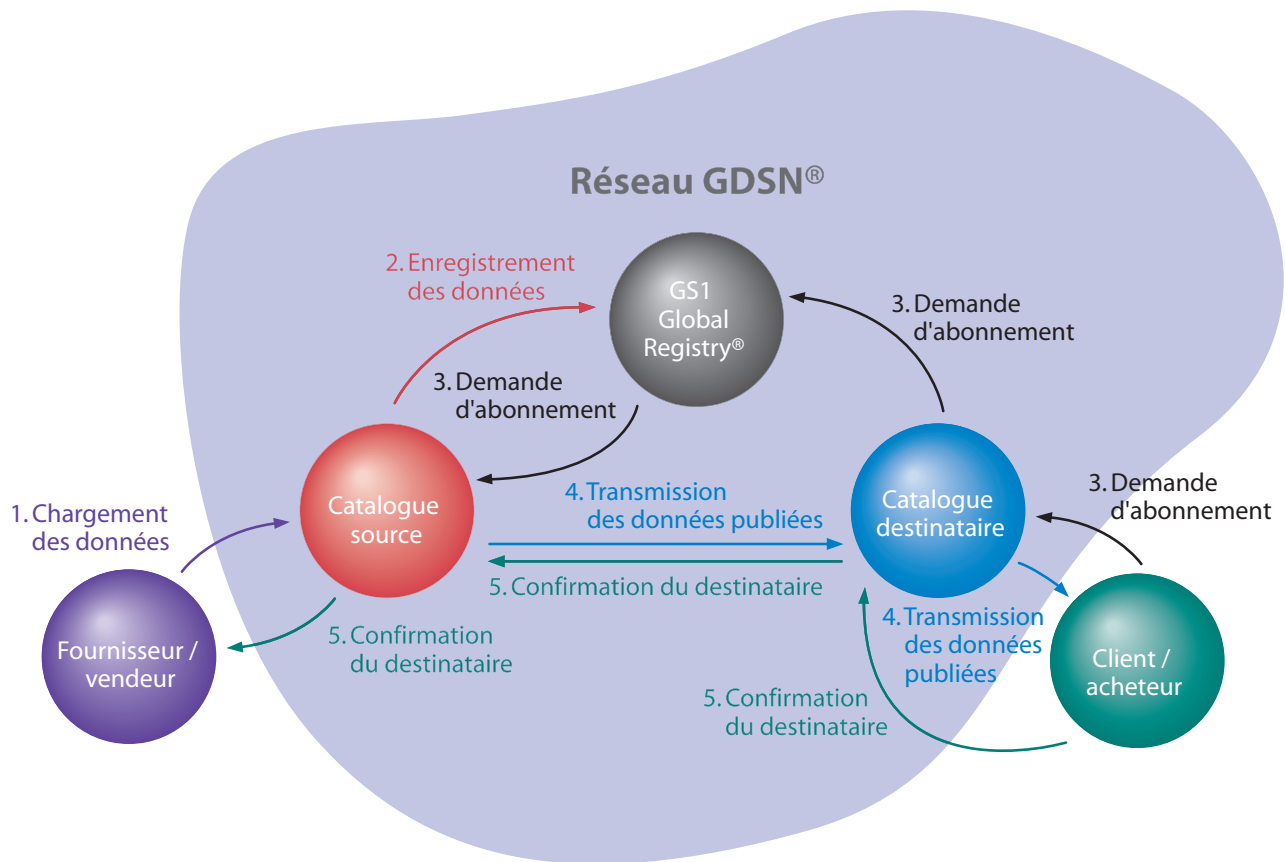 Réseau GDSN®
2. Enregistrement
des données
GS1
Global
Registry®
3. Demande
d'abonnement
3. Demande
d'abonnement
Catalogue
source
4. Transmission
des données publiées
Catalogue
destinataire
3. Demande
d'abonnement
1. Chargement
des données
5. Confirmation du destinataire
Fournisseur /
vendeur
5. Confirmation
du destinataire
4. Transmission
des données
publiées
Client /
acheteur
5. Confirmation
du destinataire